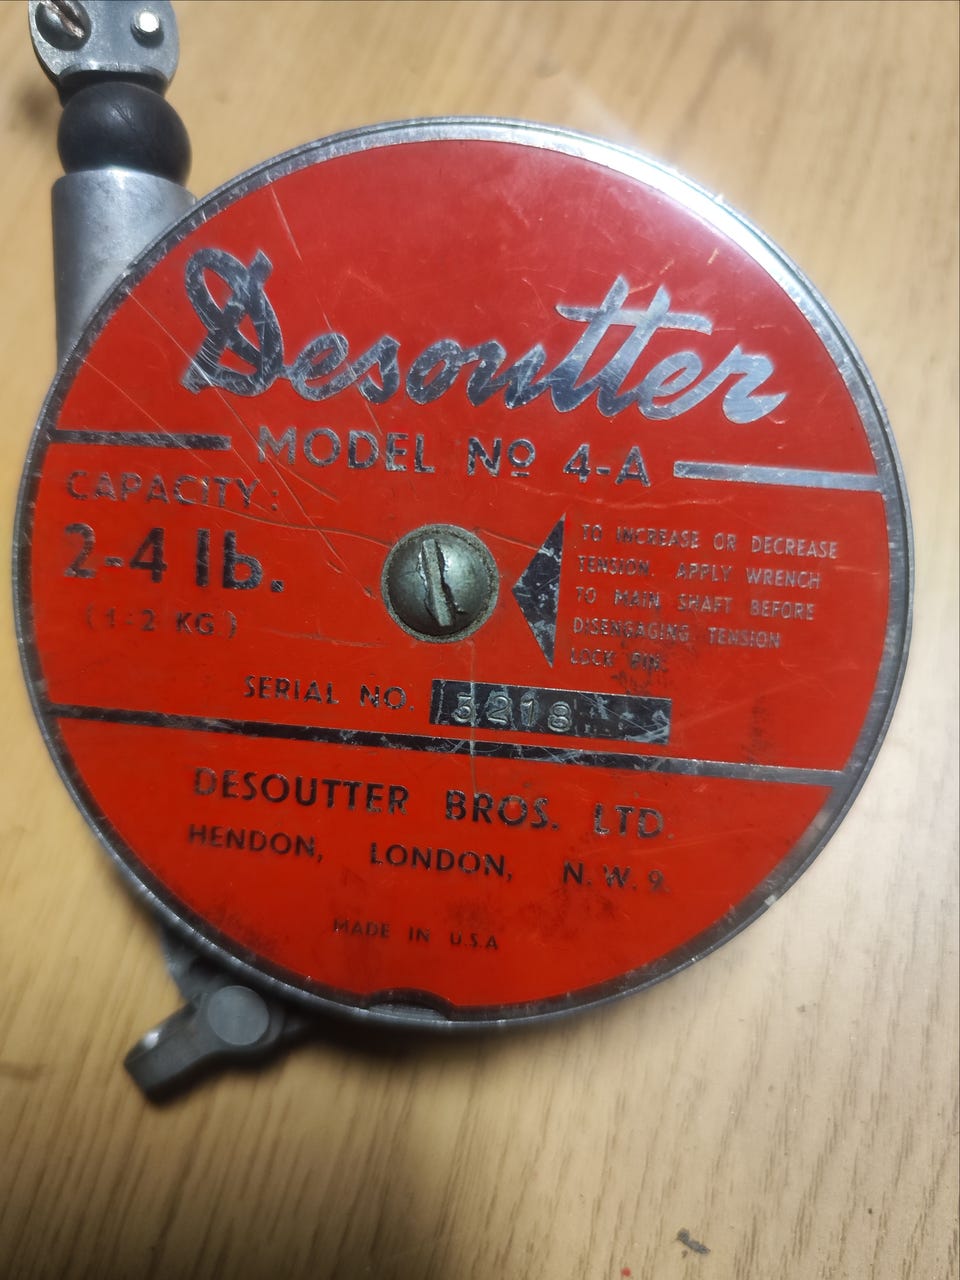 Desoutter
MODEL Nº 4-A
CAPACITY:
2-4 lb.
(1-2 KG.)
TO INCREASE OR DECREASE
TENSION. APPLY WRENCH
TO MAIN SHAFT BEFORE
DISENGAGING TENSION
LOCK PIN.
SERIAL NO. 3218
DESOUTTER BROS. LTD.
HENDON, LONDON, N.W.9.
MADE IN U.S.A